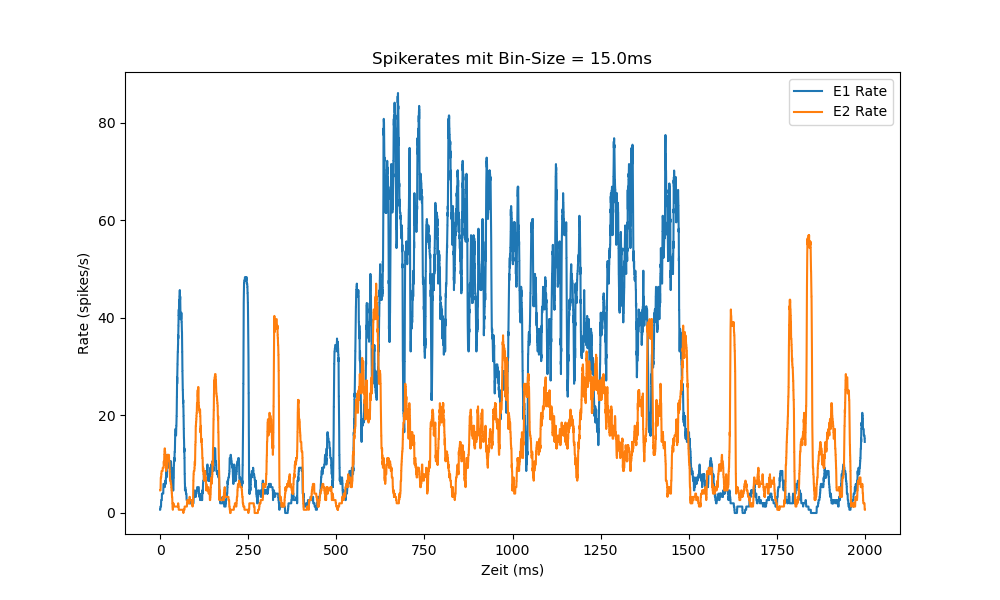 Spikerates mit Bin-Size = 15.0ms
E1 Rate
E2 Rate
Rate (spikes/s)
80
60
40
20
0
0 250 500 750 1000 1250 1500 1750 2000
Zeit (ms)